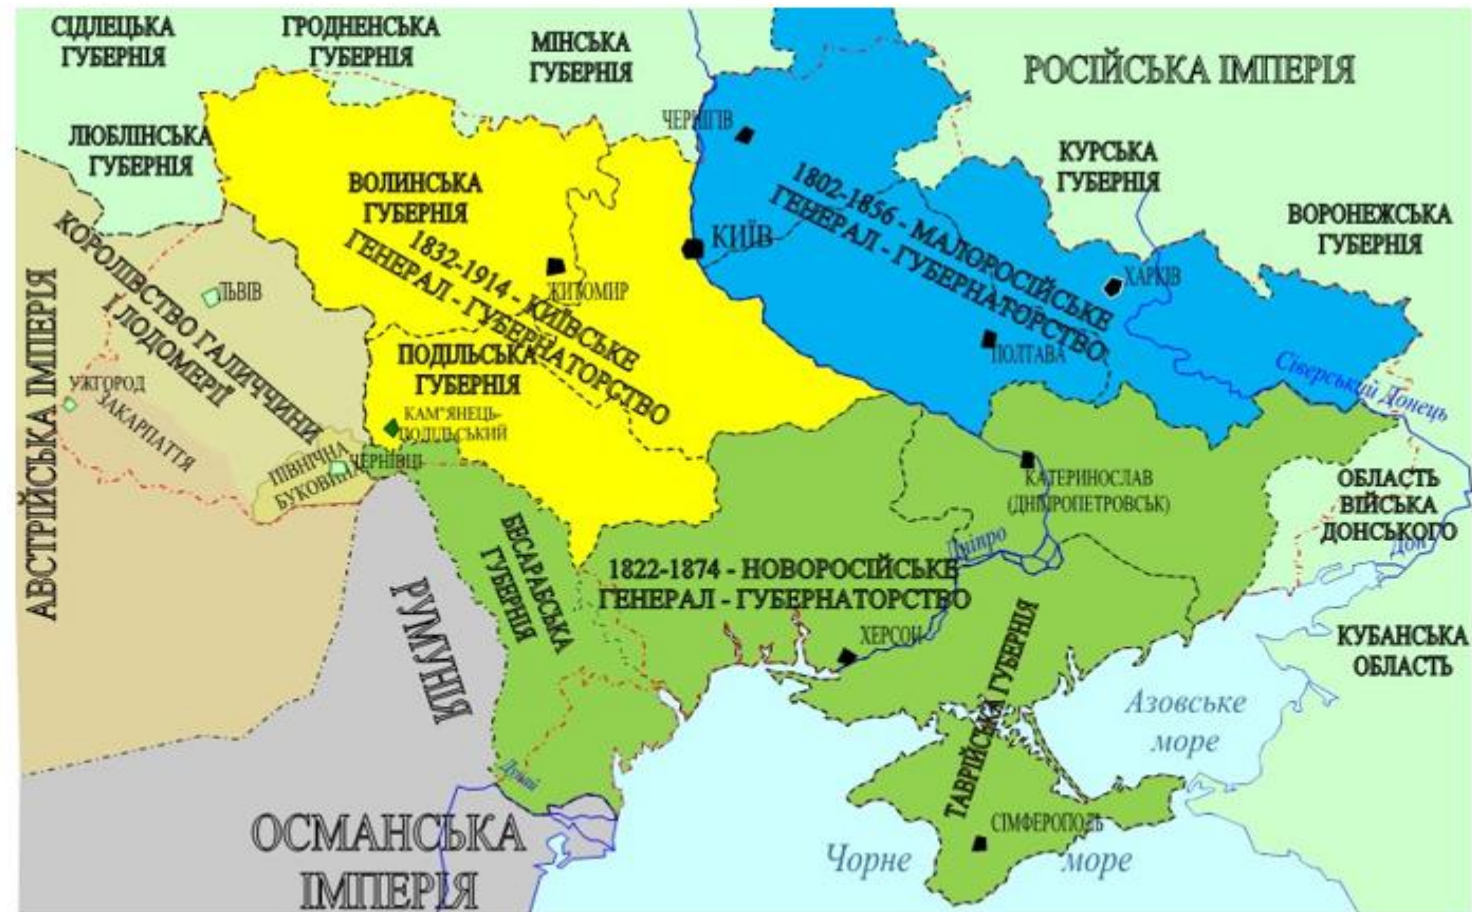 СІДЛЕЦЬКА
ГУБЕРНІЯ
ГРОДНЕНСЬКА
ГУБЕРНІЯ
МІНСЬКА
ГУБЕРНІЯ
РОСІЙСЬКА ІМПЕРІЯ
ЛЮБЛІНСЬКА
ГУБЕРНІЯ
ЧЕРНІГІВ
КУРСЬКА
ГУБЕРНІЯ
ВОРОНЕЖСЬКА
ГУБЕРНІЯ
ВОЛИНСЬКА
ГУБЕРНІЯ
1802-1856 - МАЛОРОСІЙСЬКЕ
ГЕНЕРАЛ - ГУБЕРНАТОРСТВО
КИЇВ
1832-1914 - КИЇВСЬКЕ
ГЕНЕРАЛ - ГУБЕРНАТОРСТВО
ЖИТОМИР
ХАРКІВ
ПОЛТАВА
КОРОЛІВСТВО ГАЛИЧЧИНИ
І ЛОДОМЕРІЇ
ЛЬВІВ
АВСТРІЙСЬКА ІМПЕРІЯ
УЖГОРОД
ЗАКАРПАТТЯ
ПОДІЛЬСЬКА
ГУБЕРНІЯ
КАМ"ЯНЕЦЬ-
ПОДІЛЬСЬКИЙ
Сіверський Донець
ПІВНІЧНА
БУКОВИНА
ЧЕРНІВЦІ
КАТЕРИНОСЛАВ
(ДНІПРОПЕТРОВСЬК)
ОБЛАСТЬ
ВІЙСЬКА
ДОНСЬКОГО
Дон
Дніпро
БЕСАРАБСЬКА
ГУБЕРНІЯ
1822-1874 - НОВОРОСІЙСЬКЕ
ГЕНЕРАЛ - ГУБЕРНАТОРСТВО
РУМУНІЯ
ХЕРСОН
КУБАНСЬКА
ОБЛАСТЬ
ТАВРІЙСЬКА ГУБЕРНІЯ
Азовське
море
Дунай
ОСМАНСЬКА
ІМПЕРІЯ
СІМФЕРОПОЛЬ
Чорне море